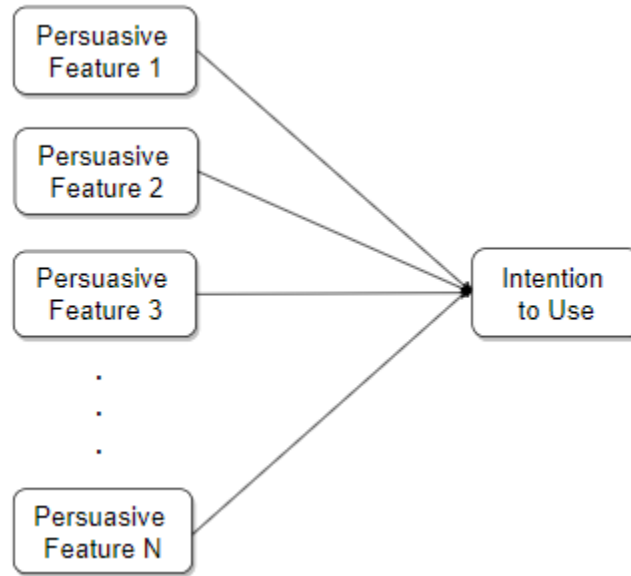 Persuasive
Feature 1
Persuasive
Feature 2
Persuasive
Feature 3
.
.
.
Persuasive
Feature N
Intention
to Use